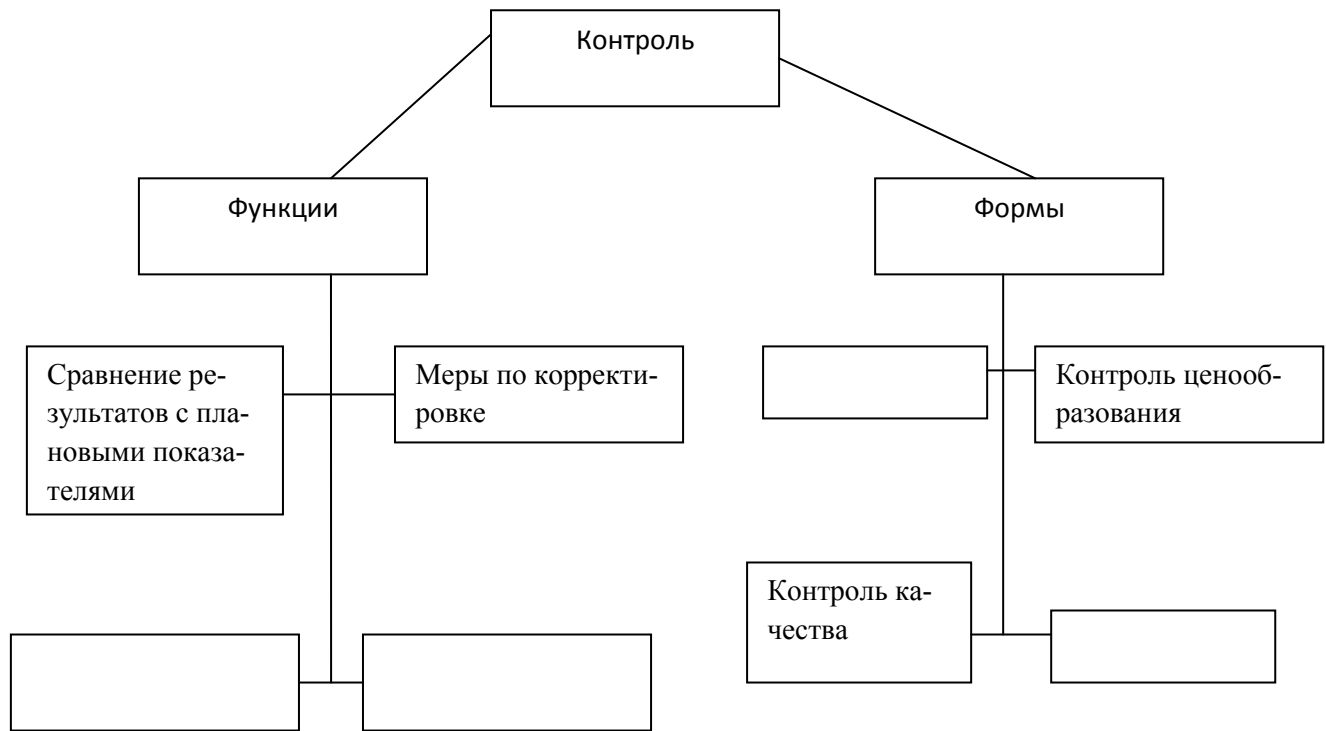 Контроль
Функции
Формы
Сравнение ре-
зультатов с пла-
новыми показа-
телями
Меры по корректи-
ровке
Контроль ценооб-
разования
Контроль ка-
чества